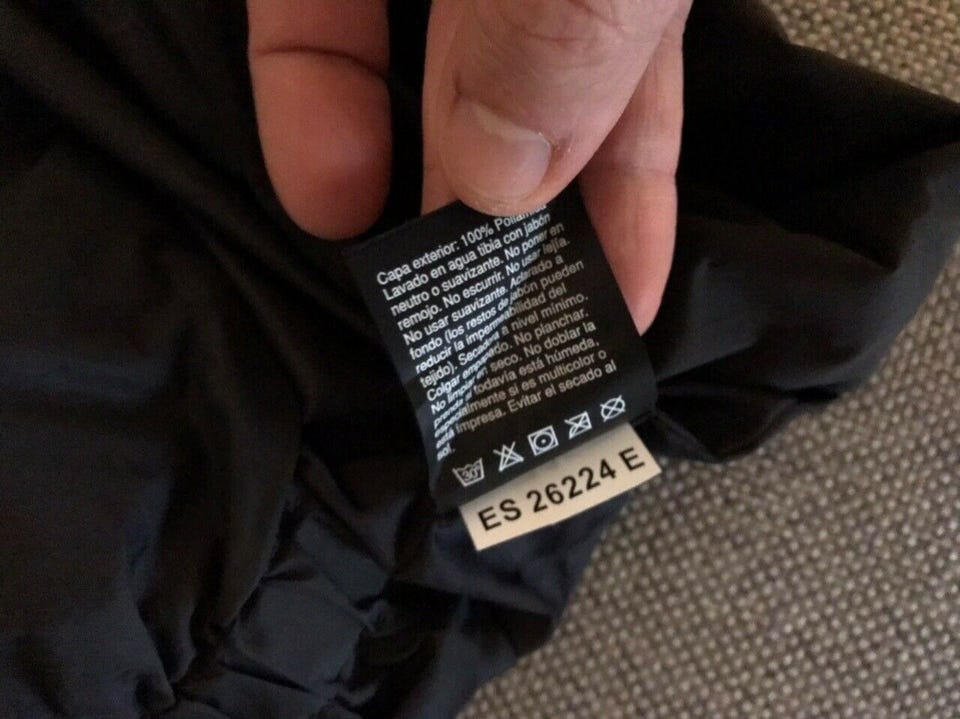 Capa exterior: 100% Poliamida
Lavado en agua tibia con jabón
neutro o suavizante. No poner en
remojo. No escurrir. No usar lejía.
No usar suavizante. Aclarado a
fondo (los restos de jabón pueden
reducir la impermeabilidad del
tejido). Secadora a nivel mínimo.
Colgar empapado. No planchar.
No limpiar en seco. No doblar la
prenda si todavía está húmeda,
especialmente si es multicolor o
está impresa. Evitar el secado al
sol.
30°
ES 26224 E